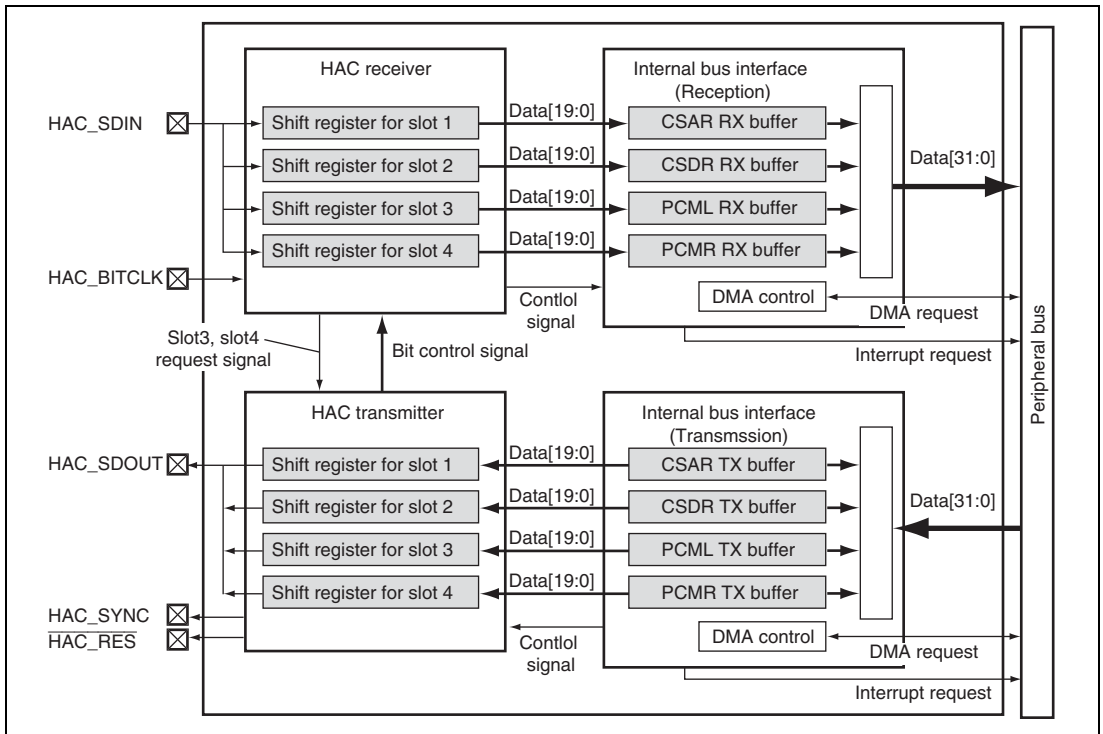 HAC receiver
Internal bus interface
(Reception)
HAC_SDIN
Shift register for slot 1
Data[19:0]
CSAR RX buffer
Shift register for slot 2
Data[19:0]
CSDR RX buffer
Data[31:0]
Shift register for slot 3
Data[19:0]
PCML RX buffer
Shift register for slot 4
Data[19:0]
PCMR RX buffer
HAC_BITCLK
Contlol
signal
DMA control
DMA request
Slot3, slot4
request signal
Bit control signal
Interrupt request
Peripheral bus
HAC transmitter
Internal bus interface
(Transmssion)
HAC_SDOUT
Shift register for slot 1
Data[19:0]
CSAR TX buffer
Shift register for slot 2
Data[19:0]
CSDR TX buffer
Data[31:0]
Shift register for slot 3
Data[19:0]
PCML TX buffer
Shift register for slot 4
Data[19:0]
PCMR TX buffer
HAC_SYNC
HAC_RES
Contlol
signal
DMA control
DMA request
Interrupt request